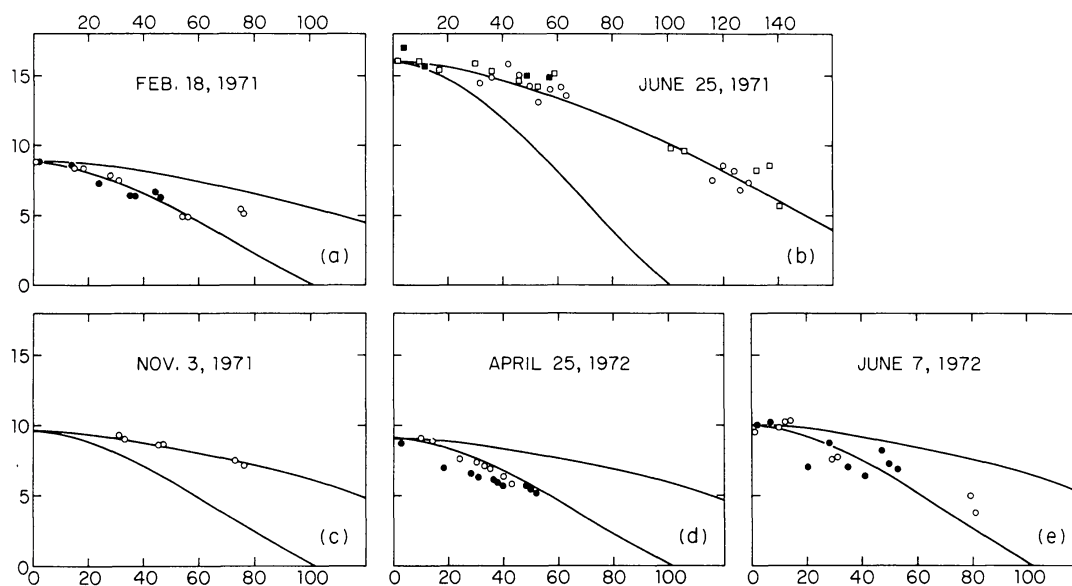 20 40 60 80 100
20 40 60 80 100 120 140
15
10
5
0
FEB. 18, 1971
(a)
15
10
5
0
JUNE 25, 1971
(b)
15
10
5
0
NOV. 3, 1971
(c)
0 20 40 60 80 100
15
10
5
0
APRIL 25, 1972
(d)
0 20 40 60 80 100
15
10
5
0
JUNE 7, 1972
(e)
0 20 40 60 80 100